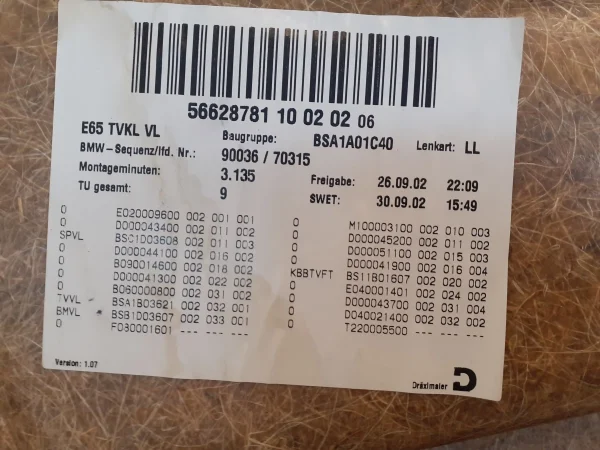 56628781 10 02 02 06
E65 TVKL VL Baugruppe: BSA1A01C40 Lenkart: LL
BMW-Sequenz/lfd. Nr.: 90036 / 70315
Montageminuten: 3.135 Freigabe: 26.09.02 22:09
TU gesamt: 9 SWET: 30.09.02 15:49
0 E020009600 002 001 001 0 M100003100 002 010 003
0 D000043400 002 011 002 0 D000045200 002 011 002
SPVL BSC1D03608 002 011 003 0 D000051100 002 015 003
0 D000044100 002 016 002 0 D000041900 002 016 004
0 B090014600 002 018 002 KBBTVFT BS11B01607 002 020 002
0 D000041300 002 022 002 0 E040001401 002 024 002
0 B060000800 002 031 002 0 D000043700 002 031 004
TVVL BSA1B03621 002 032 001 0 D040021400 002 032 002
BMVL BSB1D03607 002 033 001 0 T220005500 --- --- ---
0 F080001601 --- --- ---
Version: 1.07
Dräxlmaier D